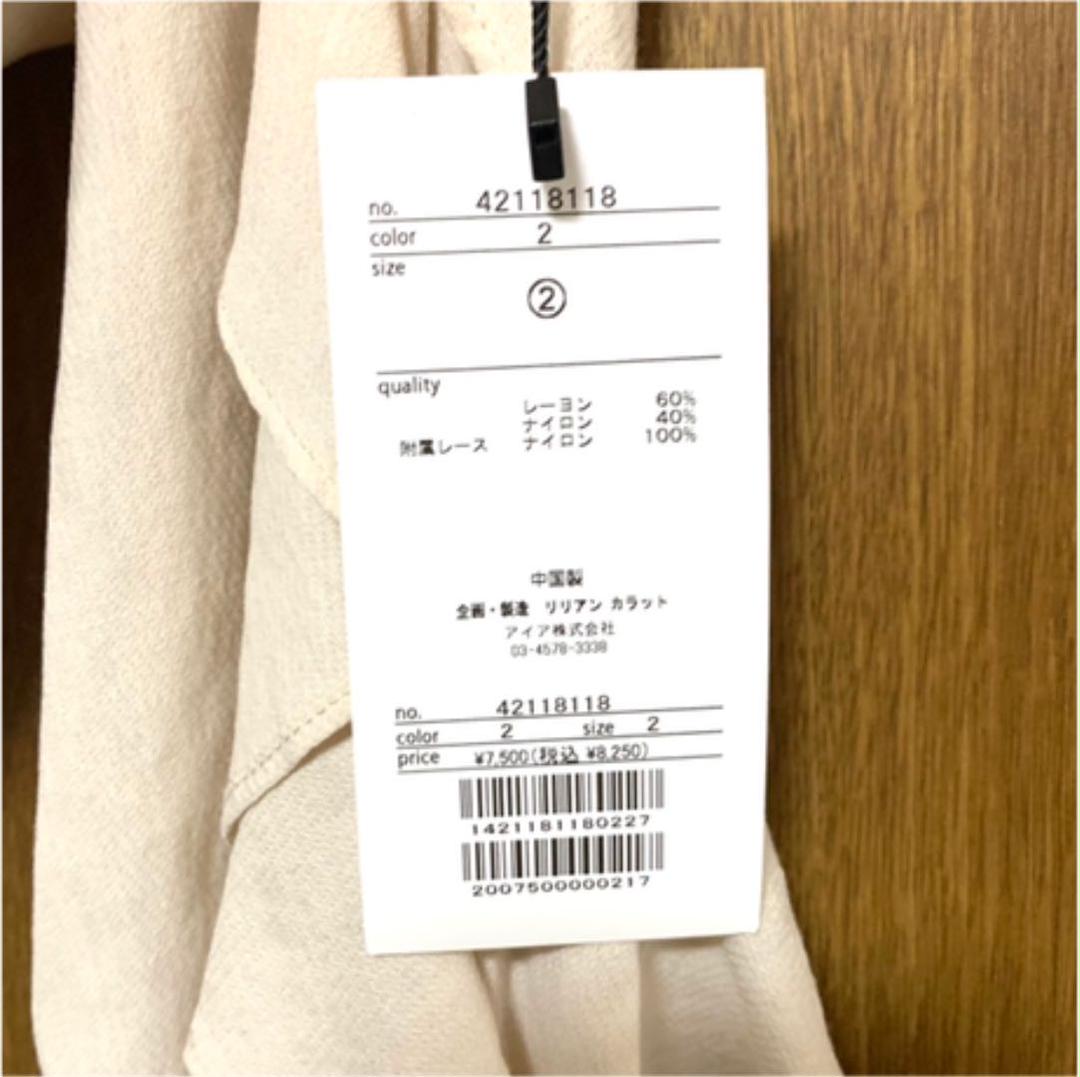 no. 42118118
color 2
size
②
quality
レーヨン 60%
ナイロン 40%
附属レース ナイロン 100%
中国製
企画・製造 リリアン カラット
アイア株式会社
03-4578-3338
no. 42118118
color 2 size 2
price ¥7,500(税込 ¥8,250)
1421181180227
2007500000217